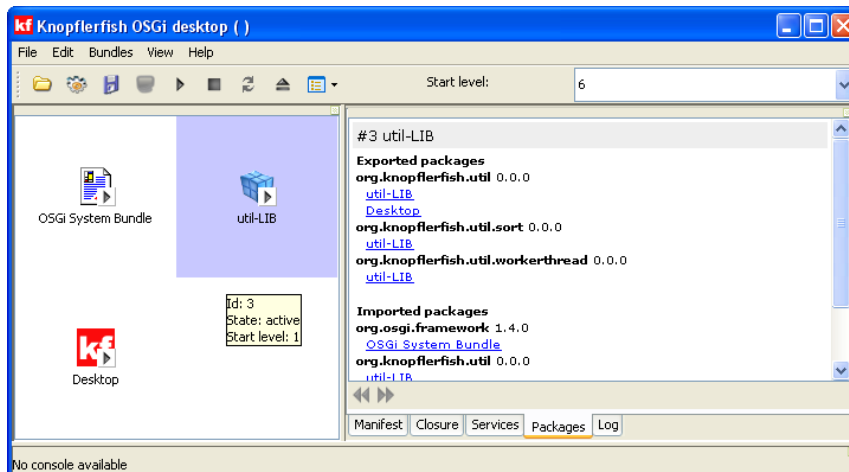 kf Knopflerfish OSGi desktop ( )
File Edit Bundles View Help
Start level: 6
#3 util-LIB
Exported packages
org.knopflerfish.util 0.0.0
util-LIB
Desktop
org.knopflerfish.util.sort 0.0.0
util-LIB
org.knopflerfish.util.workerthread 0.0.0
util-LIB
Imported packages
org.osgi.framework 1.4.0
OSGi System Bundle
org.knopflerfish.util 0.0.0
util-LIB
OSGi System Bundle
util-LIB
Id: 3
State: active
Start level: 1
kf
Desktop
Manifest Closure Services Packages Log
No console available